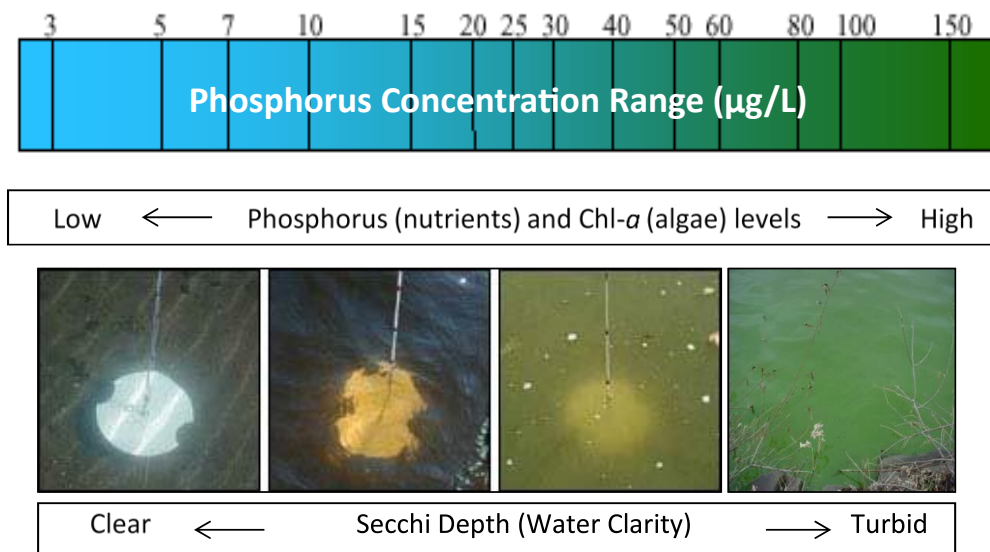 3 5 7 10 15 20 25 30 40 50 60 80 100 150
Phosphorus Concentration Range (µg/L)
Low Phosphorus (nutrients) and Chl-a (algae) levels High
Clear Secchi Depth (Water Clarity) Turbid